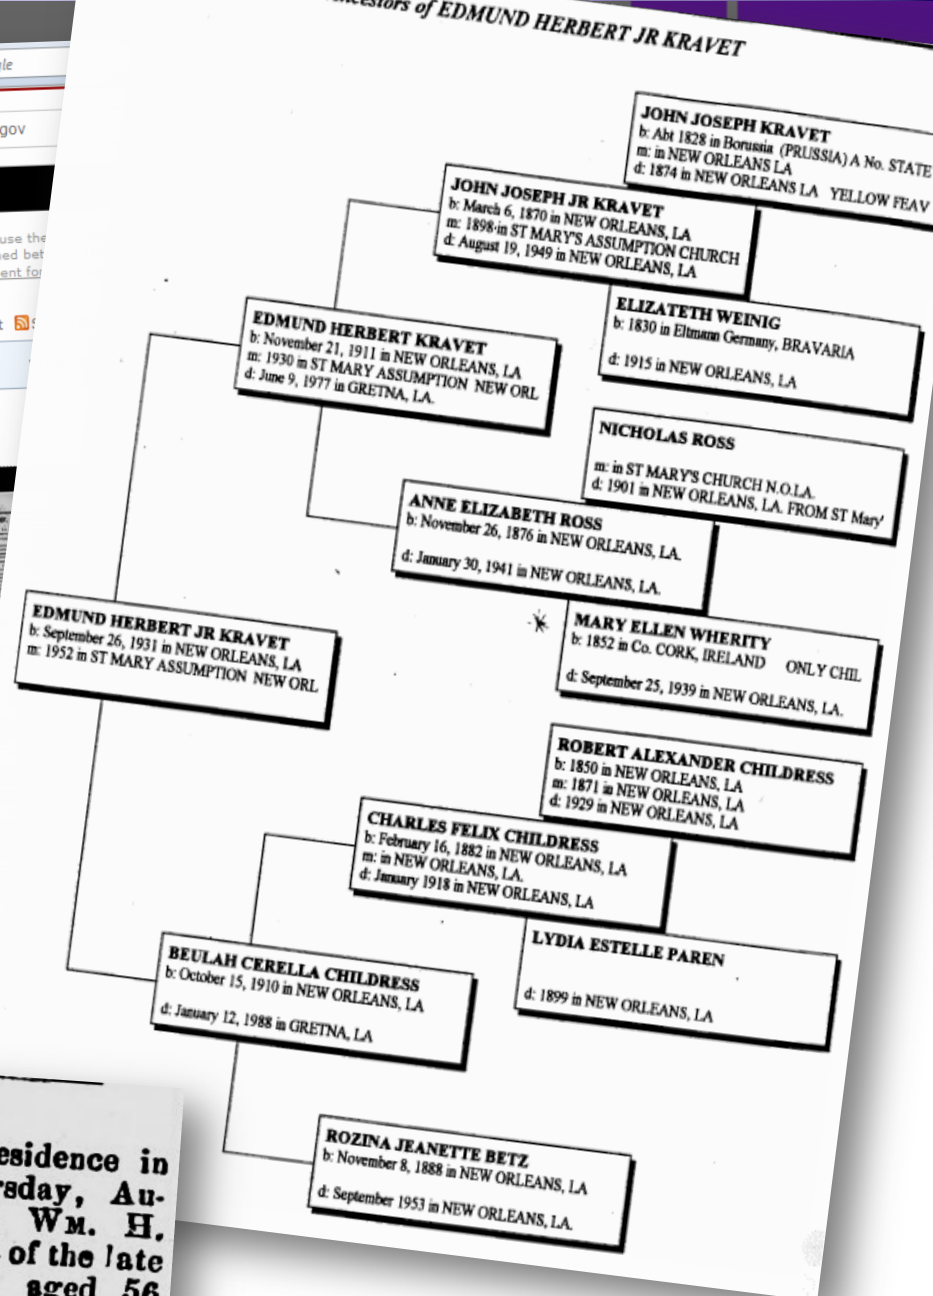 ancestors of EDMUND HERBERT JR KRAVET
gov
JOHN JOSEPH KRAVET
b: Abt 1828 in Borussia (PRUSSIA) A No. STATE
m: in NEW ORLEANS LA
d: 1874 in NEW ORLEANS LA YELLOW FEAV
JOHN JOSEPH JR KRAVET
b: March 6, 1870 in NEW ORLEANS, LA
m: 1898 in ST MARY'S ASSUMPTION CHURCH
d: August 19, 1949 in NEW ORLEANS, LA
ELIZATETH WEINIG
b: 1830 in Eltmann Germany, BRAVARIA
d: 1915 in NEW ORLEANS, LA
EDMUND HERBERT KRAVET
b: November 21, 1911 in NEW ORLEANS, LA
m: 1930 in ST MARY ASSUMPTION NEW ORL
d: June 9, 1977 in GRETNA, LA.
NICHOLAS ROSS
m: in ST MARY'S CHURCH N.O.LA.
d: 1901 in NEW ORLEANS, LA. FROM ST Mary'
ANNE ELIZABETH ROSS
b: November 26, 1876 in NEW ORLEANS, LA.
d: January 30, 1941 in NEW ORLEANS, LA.
MARY ELLEN WHERITY
b: 1852 in Co. CORK, IRELAND ONLY CHIL
d: September 25, 1939 in NEW ORLEANS, LA.
EDMUND HERBERT JR KRAVET
b: September 26, 1931 in NEW ORLEANS, LA
m: 1952 in ST MARY ASSUMPTION NEW ORL
ROBERT ALEXANDER CHILDRESS
b: 1850 in NEW ORLEANS, LA
m: 1871 in NEW ORLEANS, LA
d: 1929 in NEW ORLEANS, LA
CHARLES FELIX CHILDRESS
b: February 16, 1882 in NEW ORLEANS, LA
m: in NEW ORLEANS, LA.
d: January 1918 in NEW ORLEANS, LA
LYDIA ESTELLE PAREN
d: 1899 in NEW ORLEANS, LA
BEULAH CERELLA CHILDRESS
b: October 15, 1910 in NEW ORLEANS, LA
d: January 12, 1988 in GRETNA, LA
ROZINA JEANETTE BETZ
b: November 8, 1888 in NEW ORLEANS, LA
d: September 1953 in NEW ORLEANS, LA.
esidence in
rsday, Au-
WM. H.
of the late
aged 56